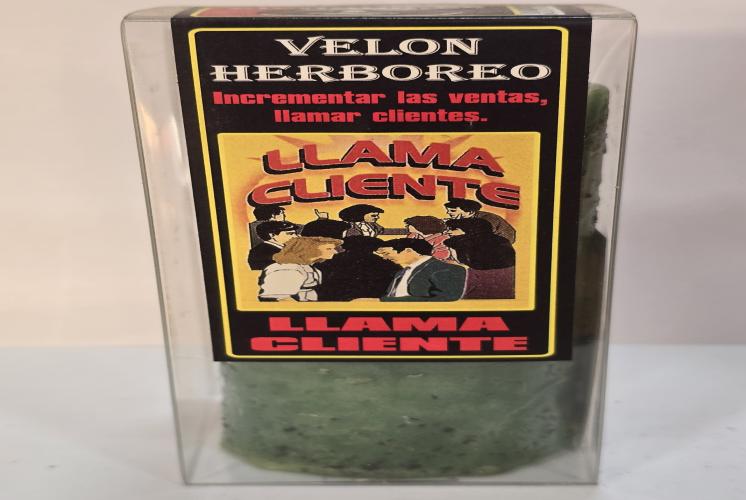 VELON
HERBOREO
Incrementar las ventas,
llamar clientes.
LLAMA
CLIENTE
LLAMA
CLIENTE